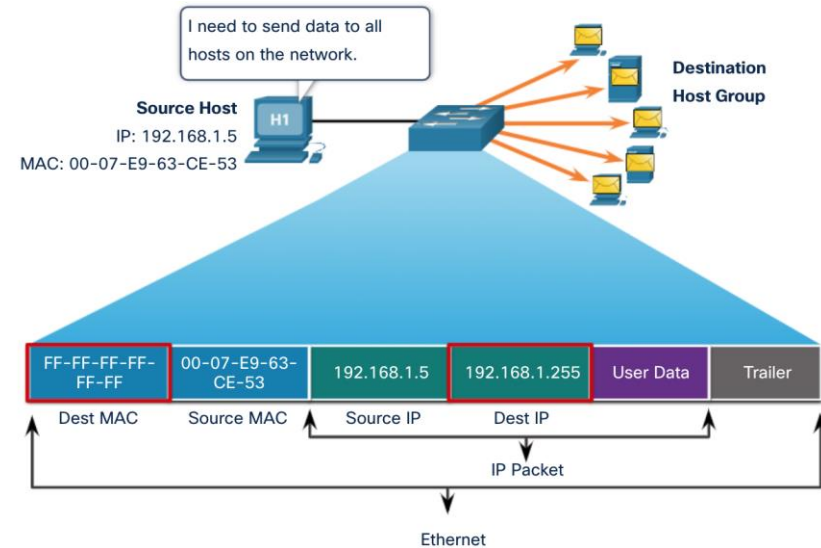 I need to send data to all
hosts on the network.
Source Host
IP: 192.168.1.5
MAC: 00-07-E9-63-CE-53
H1
Destination
Host Group
FF-FF-FF-FF-
FF-FF
00-07-E9-63-
CE-53
192.168.1.5
192.168.1.255
User Data
Trailer
Dest MAC
Source MAC
Source IP
Dest IP
IP Packet
Ethernet